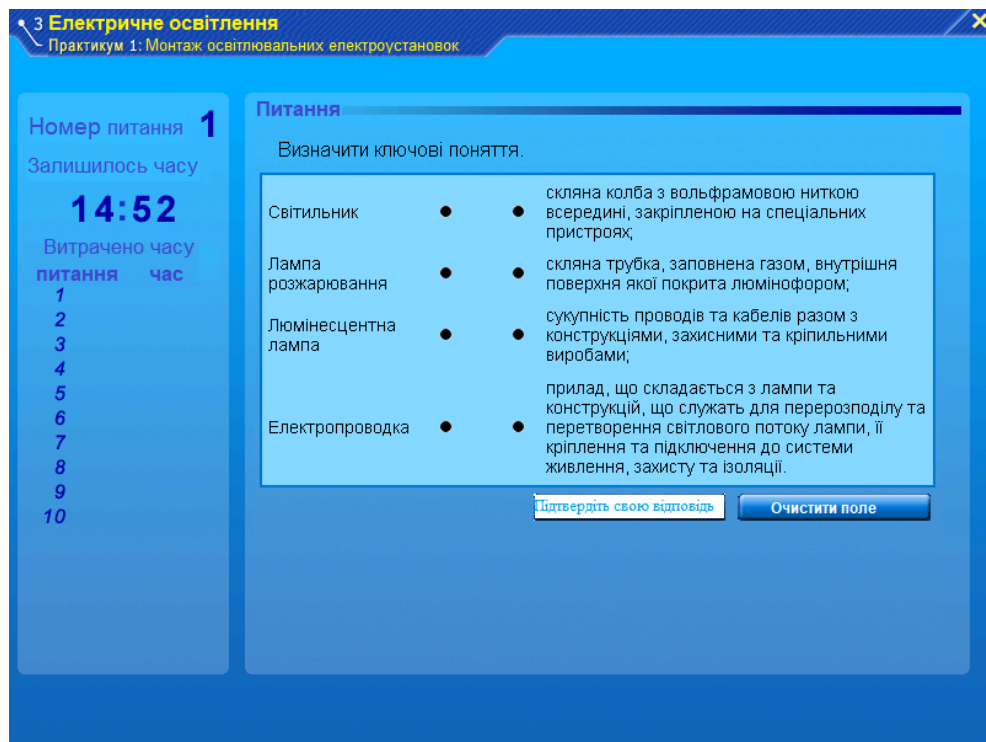 3 Електричне освітлення
Практикум 1: Монтаж освітлювальних електроустановок
Номер питання 1
Залишилось часу
14:52
Витрачено часу
питання час
1
2
3
4
5
6
7
8
9
10
Питання
Визначити ключові поняття.
Світильник
скляна колба з вольфрамовою ниткою
всередині, закріпленою на спеціальних
пристроях;
Лампа
розжарювання
скляна трубка, заповнена газом, внутрішня
поверхня якої покрита люмінофором;
Люмінесцентна
лампа
сукупність проводів та кабелів разом з
конструкціями, захисними та кріпильними
виробами;
Електропроводка
прилад, що складається з лампи та
конструкцій, що служать для перерозподілу та
перетворення світлового потоку лампи, її
кріплення та підключення до системи
живлення, захисту та ізоляції.
Підтвердіть свою відповідь
Очистити поле